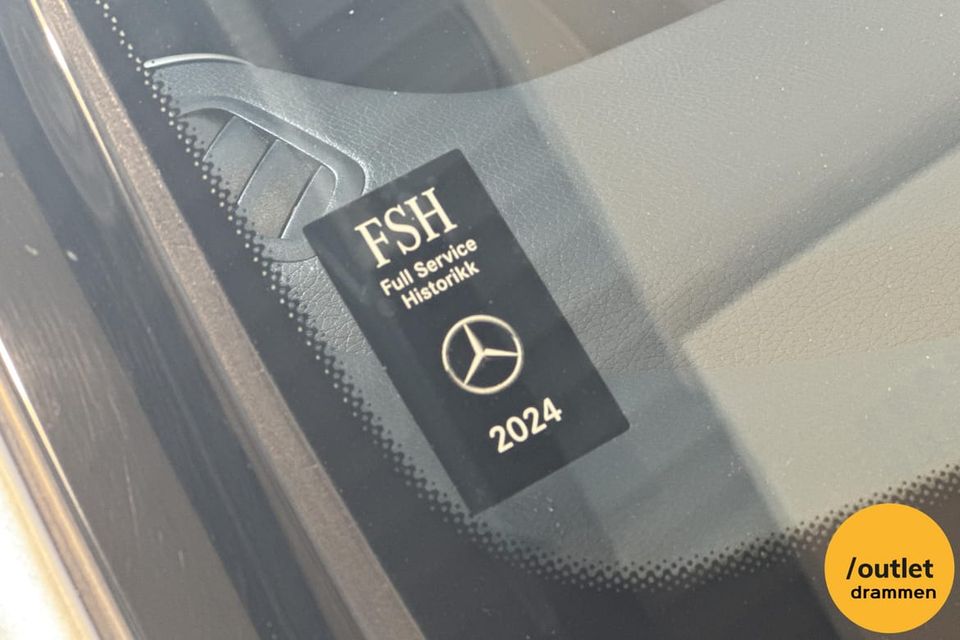 FSH
Full Service
Historikk
2024
/outlet
drammen